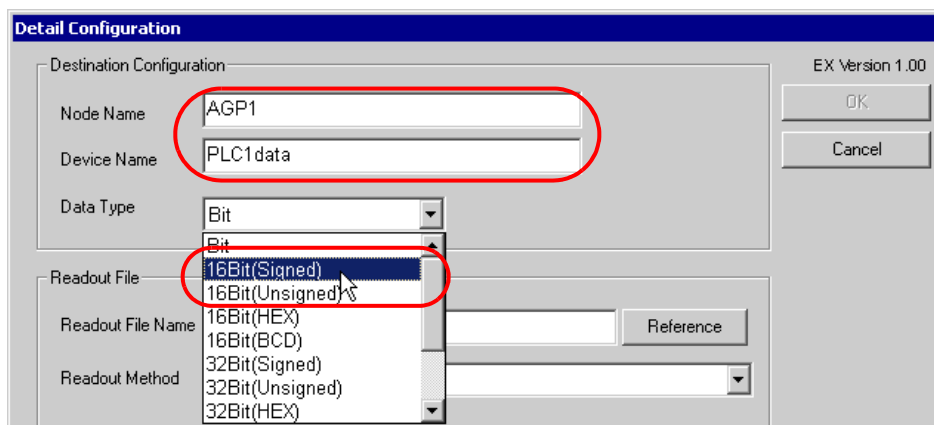 Detail Configuration
Destination Configuration
EX Version 1.00
Node Name
AGP1
OK
Device Name
PLC1data
Cancel
Data Type
Bit
Bit
16Bit(Signed)
Readout File
16Bit(Unsigned)
16Bit(HEX)
Readout File Name
Reference
16Bit(BCD)
32Bit(Signed)
Readout Method
32Bit(Unsigned)
32Bit(HEX)